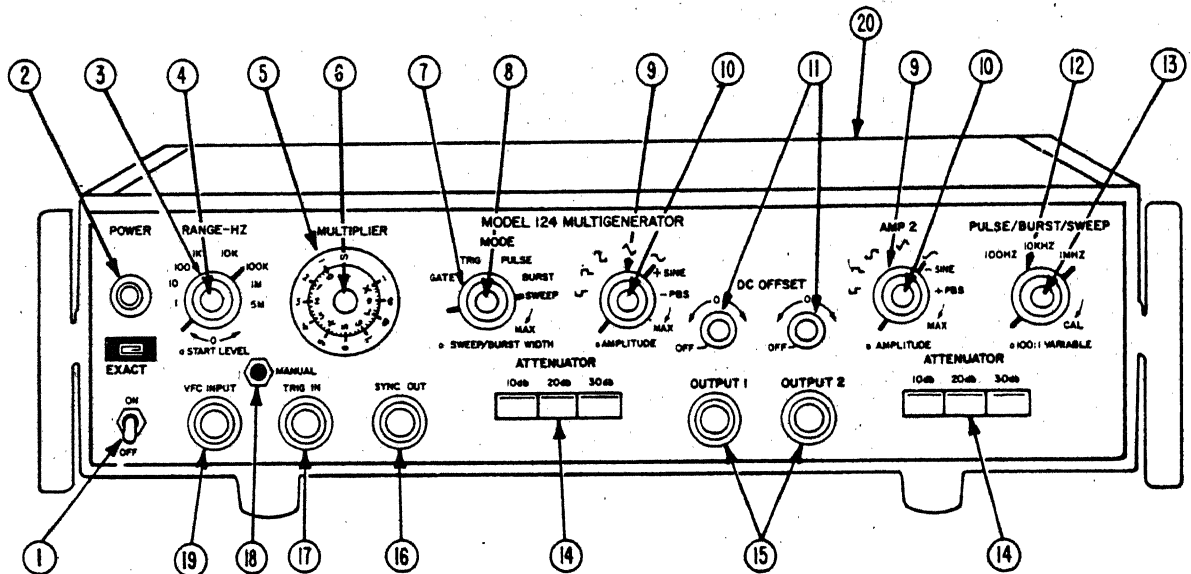 20
2 3 4 5 6 7 8 9 10 11 9 10 12 13
MODEL 124 MULTIGENERATOR
POWER RANGE-HZ MULTIPLIER MODE AMP 2 PULSE/BURST/SWEEP
1K 10K
100 100K
10 1M
1 5M
0
START LEVEL
TRIG PULSE
GATE BURST
SWEEP
MAX
SWEEP/BURST WIDTH
+ SINE
- PBS
MAX
AMPLITUDE
DC OFFSET
0 0
OFF OFF
- SINE
+ PBS
MAX
AMPLITUDE
10KHZ
100HZ 1MHZ
CAL
100:1 VARIABLE
EXACT
MANUAL
ATTENUATOR ATTENUATOR
10db 20db 30db 10db 20db 30db
ON
OFF
VFC INPUT TRIG IN SYNC OUT OUTPUT 1 OUTPUT 2
1 19 18 17 16 14 15 14